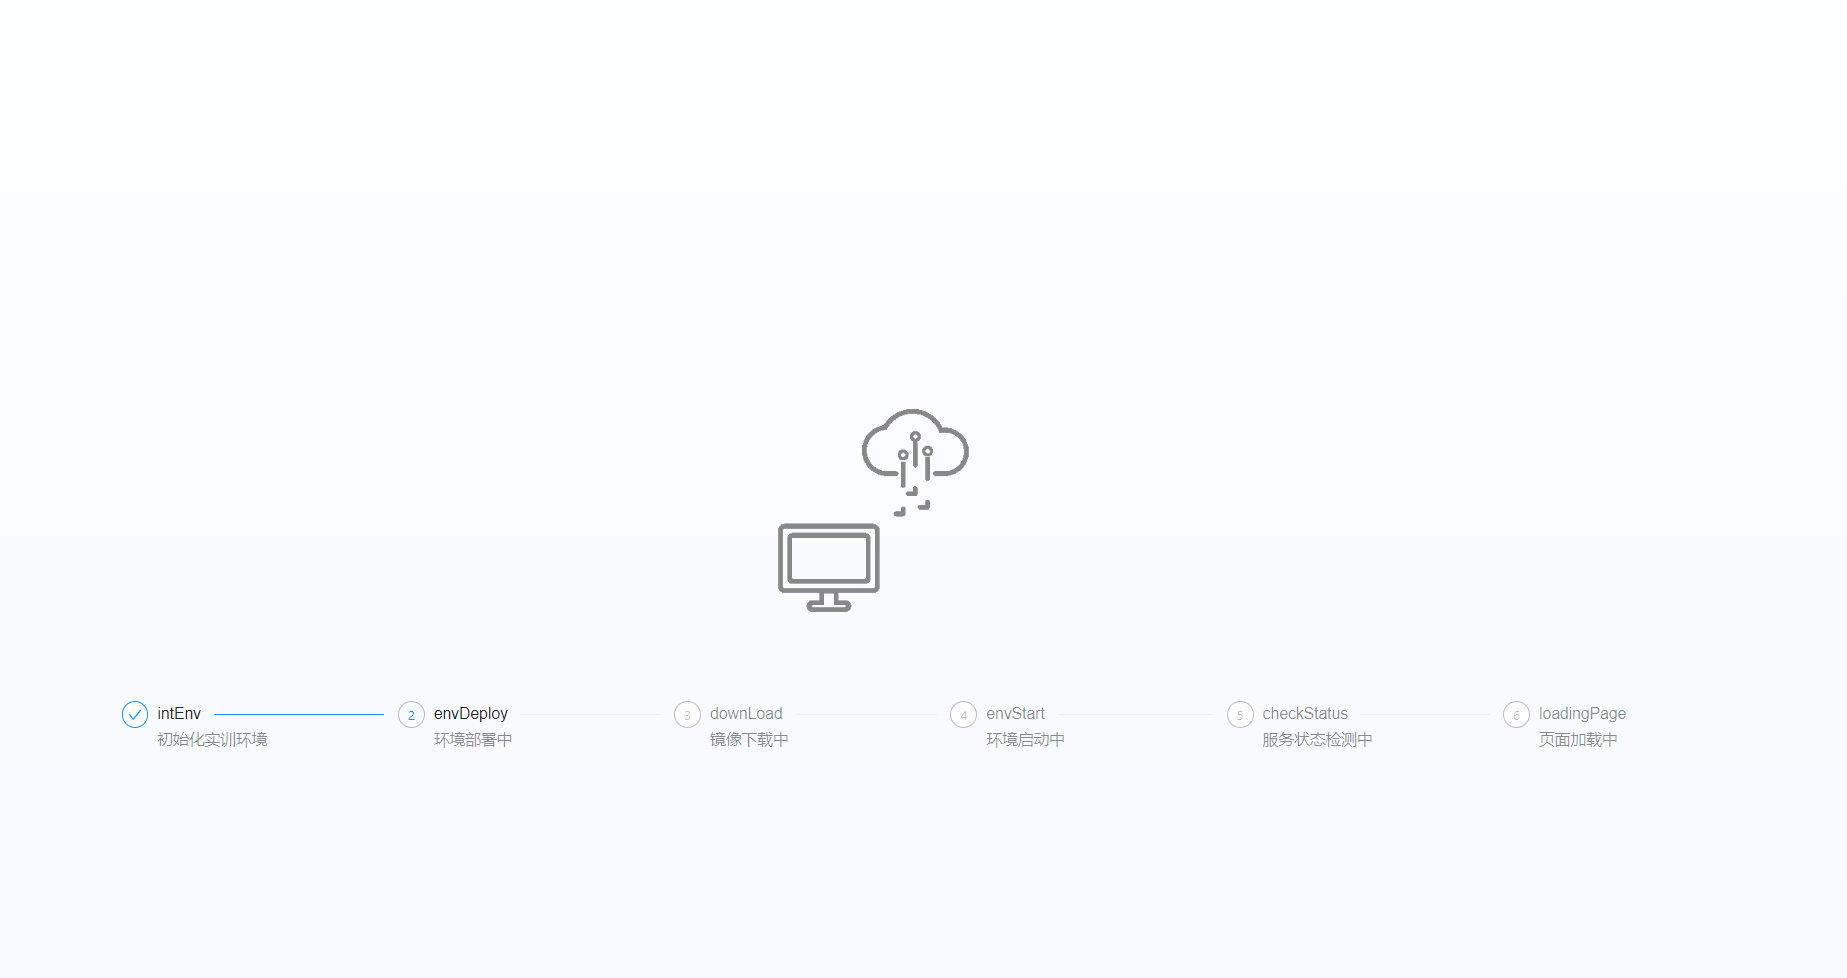 intEnv
初始化实训环境
2
envDeploy
环境部署中
3
downLoad
镜像下载中
4
envStart
环境启动中
5
checkStatus
服务状态检测中
6
loadingPage
页面加载中